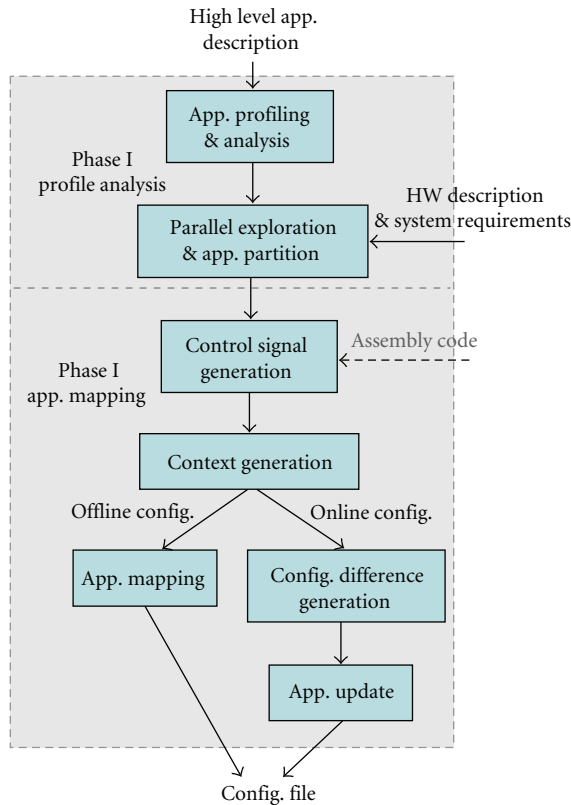 High level app.
description
App. profiling
& analysis
Phase I
profile analysis
Parallel exploration
& app. partition
HW description
& system requirements
Control signal
generation
Assembly code
Phase I
app. mapping
Context generation
Offline config.
Online config.
App. mapping
Config. difference
generation
App. update
Config. file